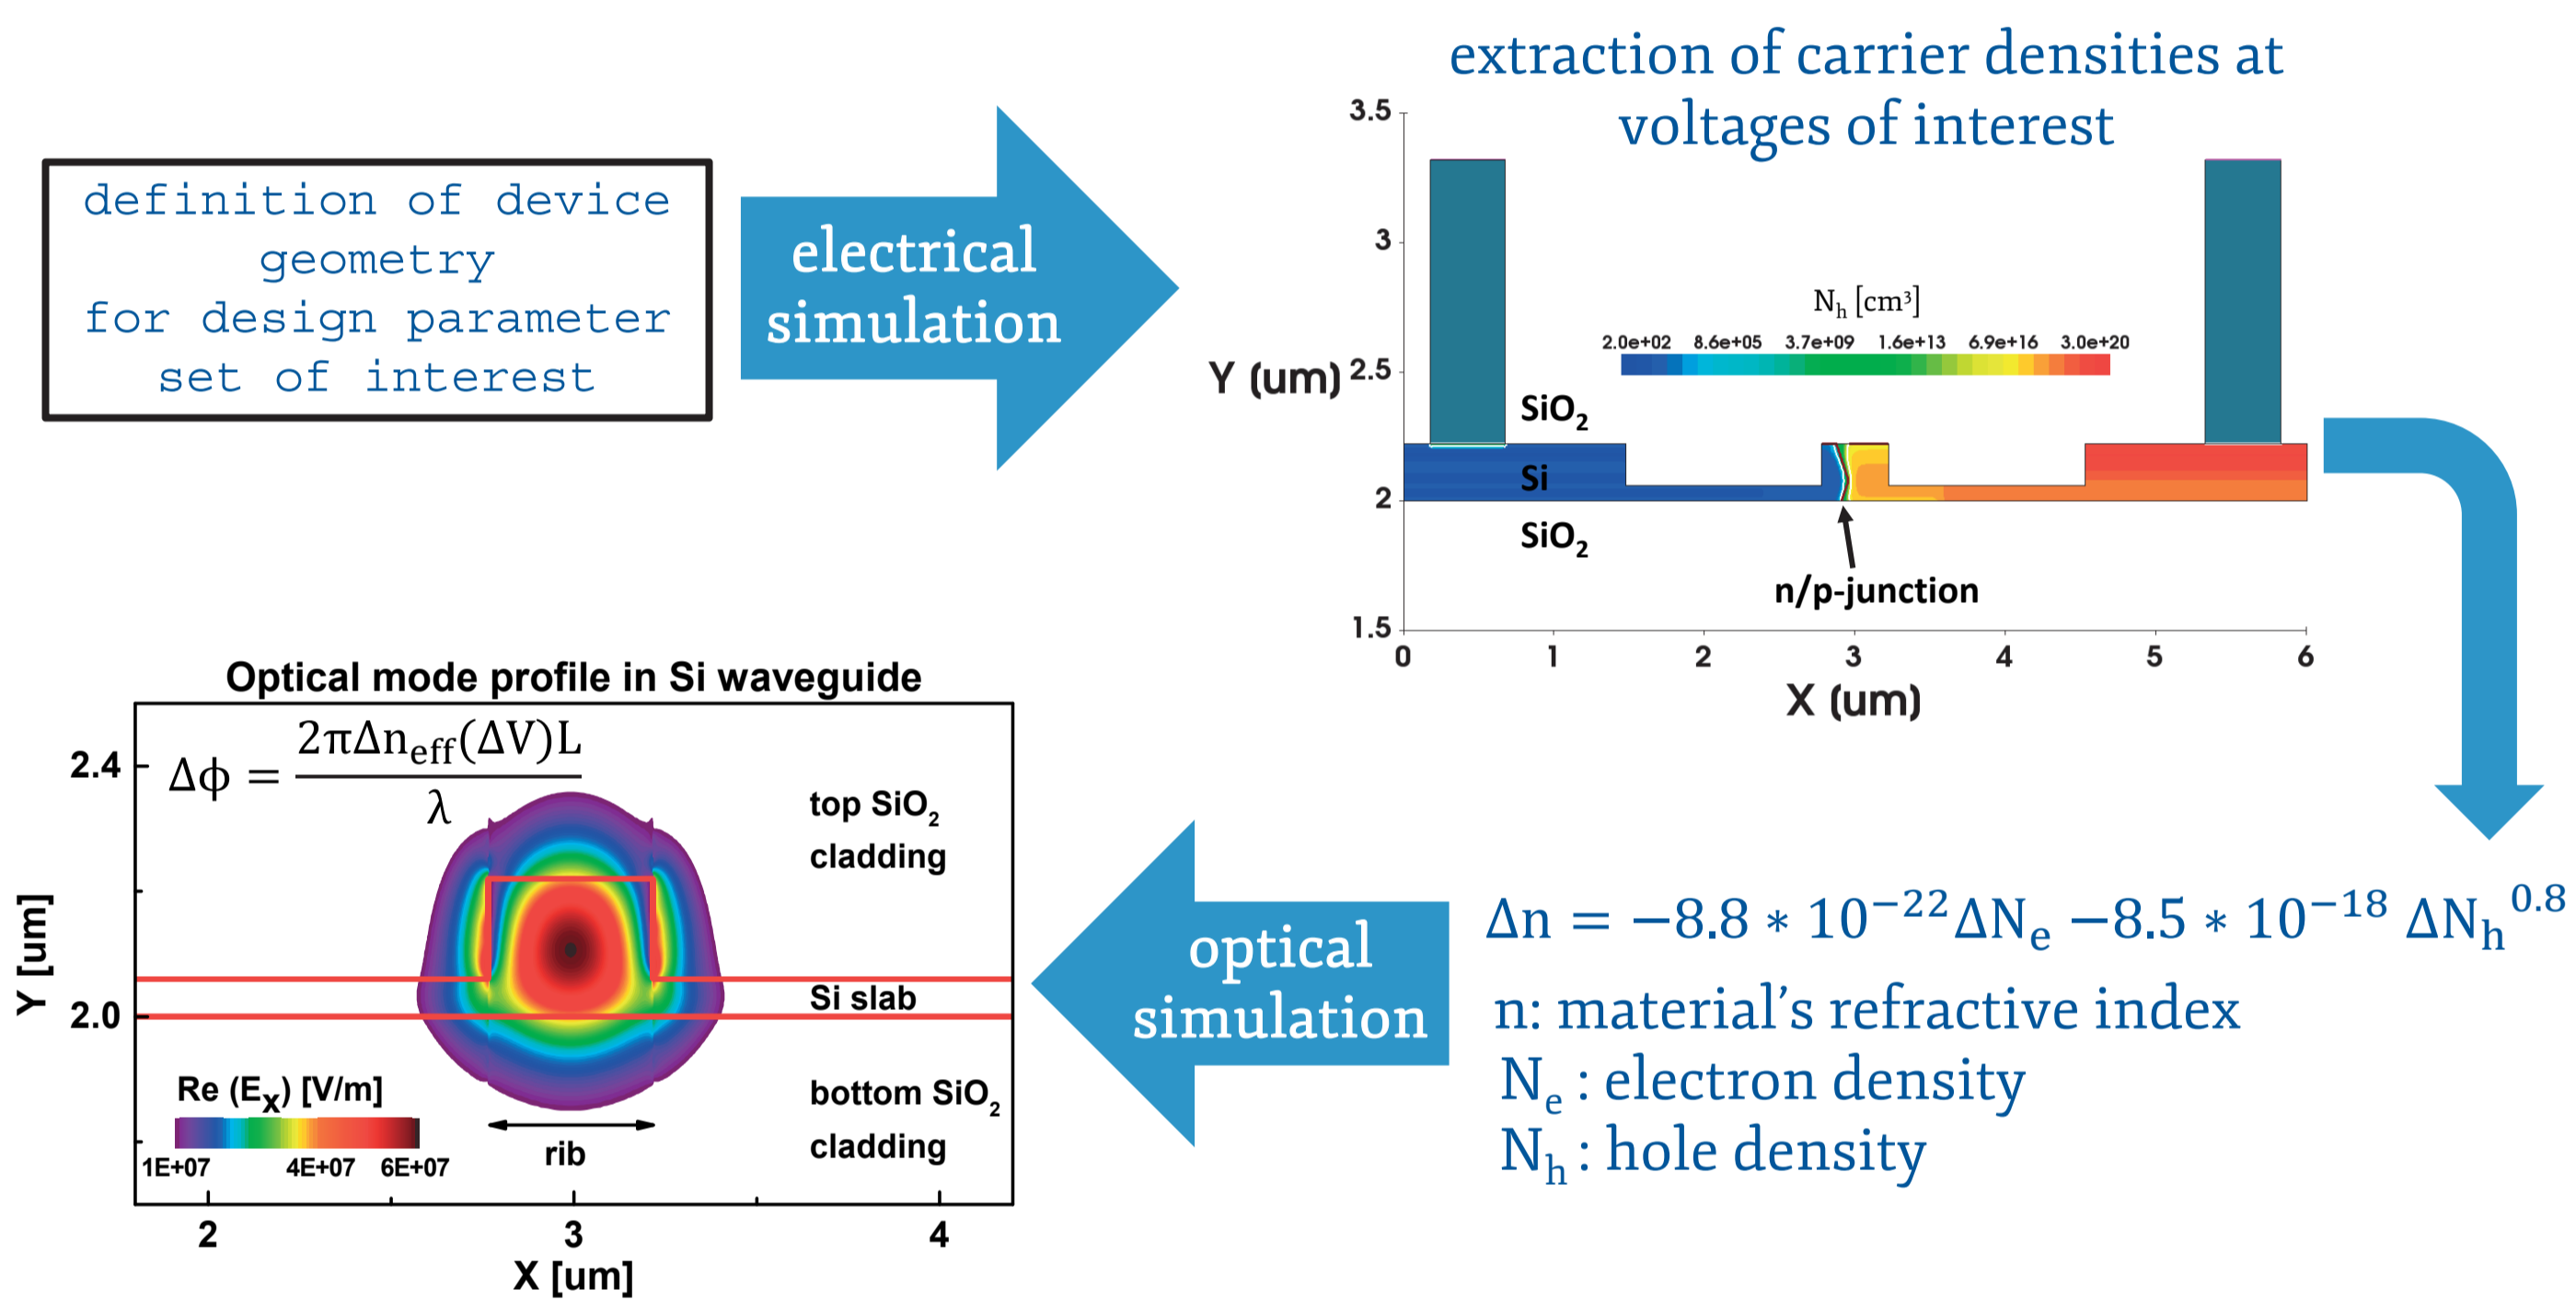 definition of device
geometry
for design parameter
set of interest
electrical
simulation
extraction of carrier densities at
voltages of interest
3.5
3
2.5
2
1.5
Y (um)
N_h [cm³]
2.0e+02 8.6e+05 3.7e+09 1.6e+13 6.9e+16 3.0e+20
SiO₂
Si
SiO₂
n/p-junction
0 1 2 3 4 5 6
X (um)
Δn = −8.8 * 10⁻²²ΔN_e −8.5 * 10⁻¹⁸ ΔN_h^0.8
n: material’s refractive index
N_e : electron density
N_h : hole density
optical
simulation
Optical mode profile in Si waveguide
Δϕ = 2πΔn_eff(ΔV)L / λ
2.4
2.0
Y [um]
top SiO₂
cladding
Si slab
bottom SiO₂
cladding
Re (E_x) [V/m]
1E+07 4E+07 6E+07
rib
2 3 4
X [um]